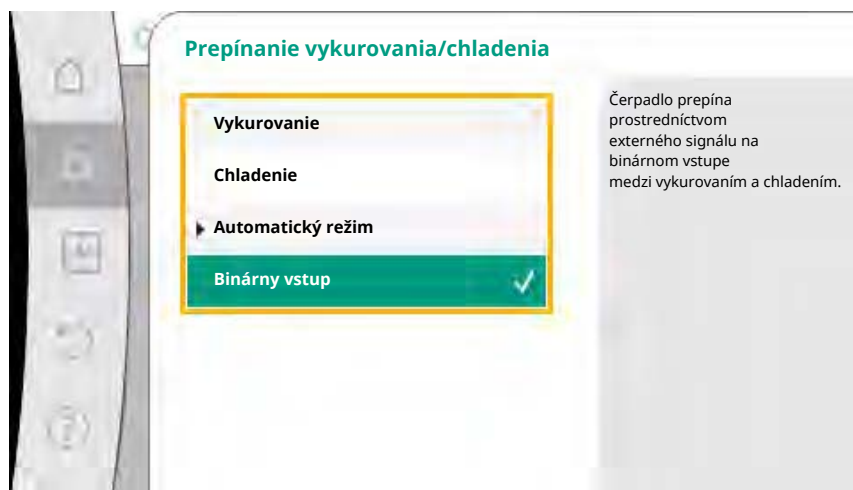 Prepínanie vykurovania/chladenia
Vykurovanie
Chladenie
Automatický režim
Binárny vstup
Čerpadlo prepína
prostredníctvom
externého signálu na
binárnom vstupe
medzi vykurovaním a chladením.